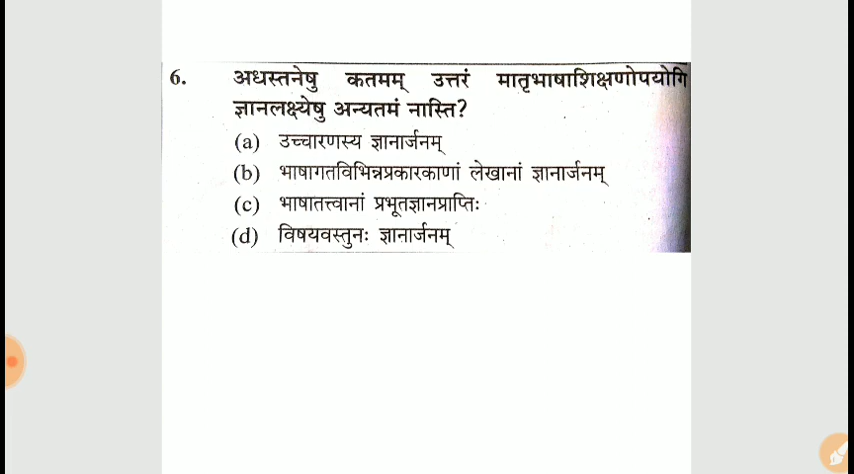 6. अधस्तनेषु कतमम् उत्तरं मातृभाषाशिक्षणोपयोगि
ज्ञानलक्ष्येषु अन्यतमं नास्ति?
(a) उच्चारणस्य ज्ञानार्जनम्
(b) भाषागतविभिन्नप्रकारकाणां लेखानां ज्ञानार्जनम्
(c) भाषातत्त्वानां प्रभूतज्ञानप्राप्तिः
(d) विषयवस्तुनः ज्ञानार्जनम्